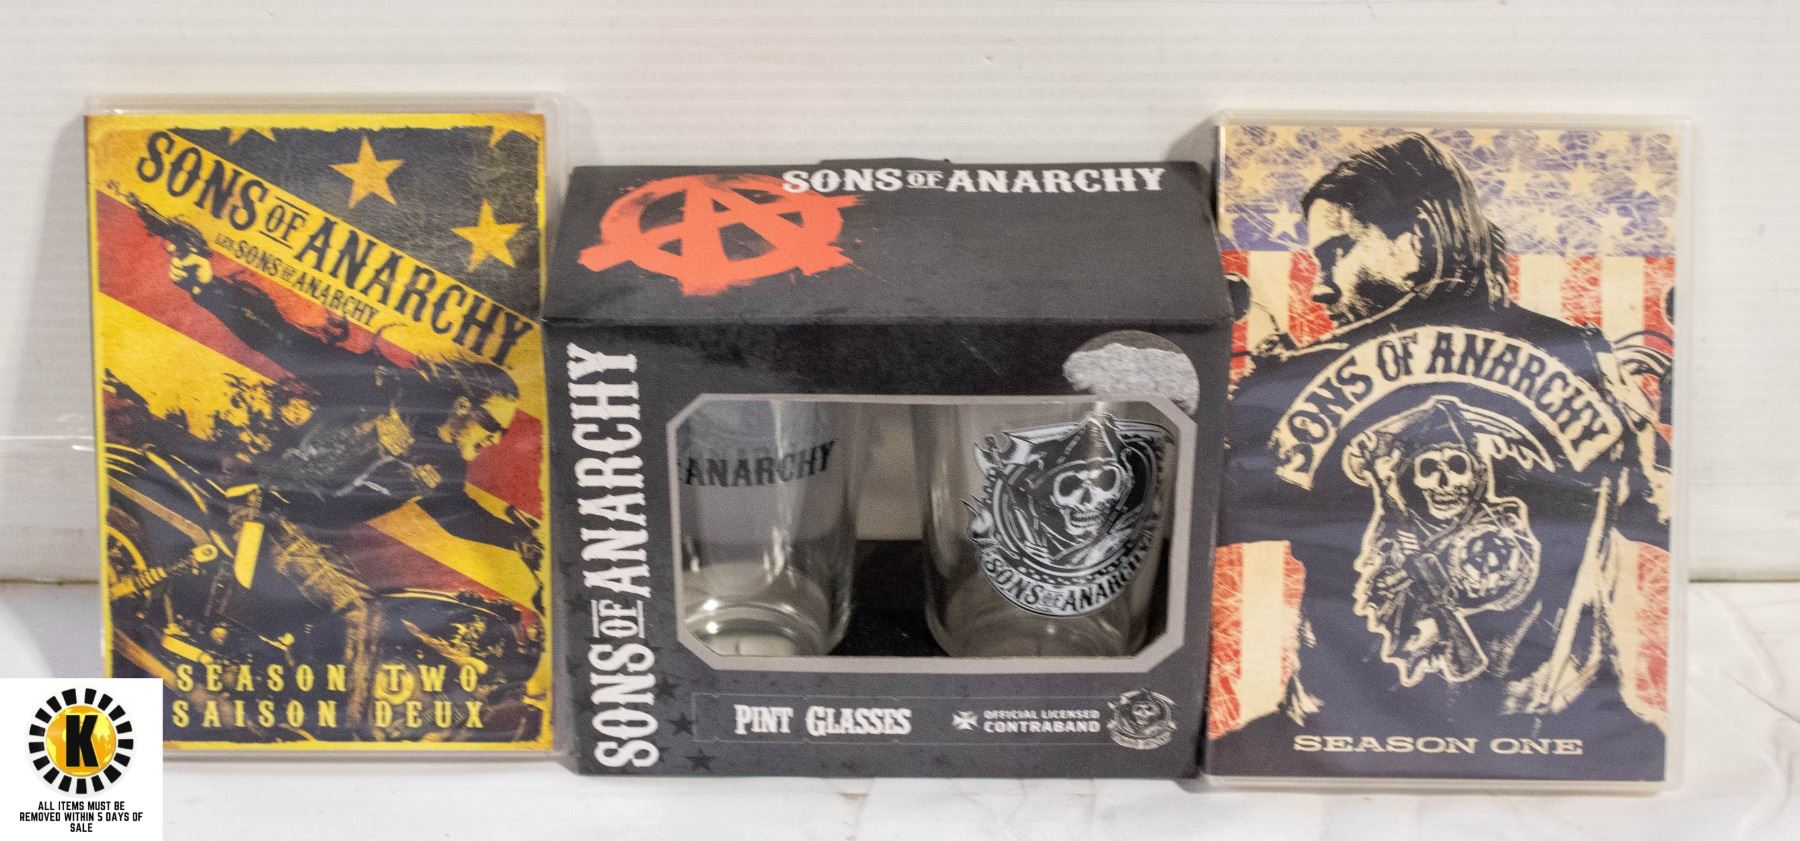 SONS OF ANARCHY
LES SONS OF ANARCHY
SEASON TWO
SAISON DEUX
SONS OF ANARCHY
SONS OF ANARCHY
ANARCHY
SONS OF ANARCHY
PINT GLASSES
OFFICIAL LICENSED
CONTRABAND
SONS OF ANARCHY
SEASON ONE
K
ALL ITEMS MUST BE
REMOVED WITHIN 5 DAYS OF
SALE